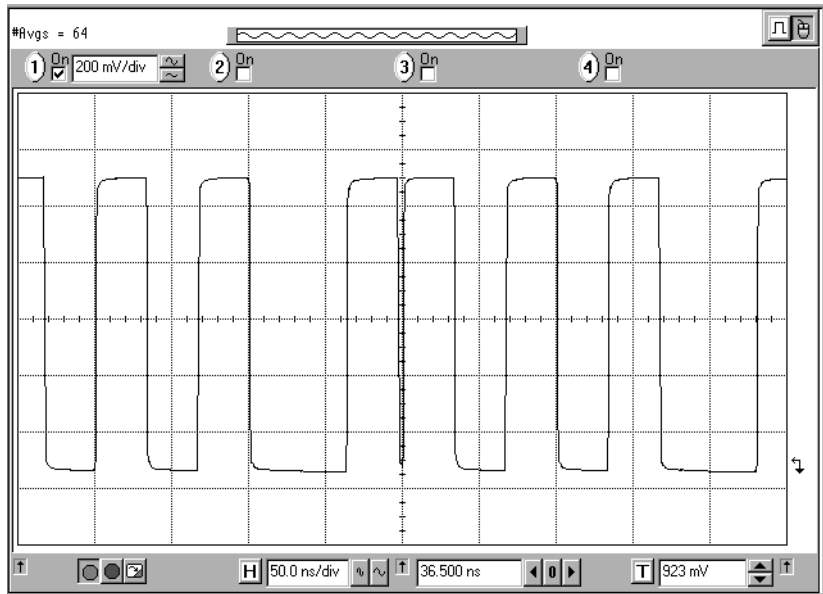 #Avgs = 64
1) On 200 mV/div 2) On 3) On 4) On
H 50.0 ns/div 36.500 ns 0 T 923 mV